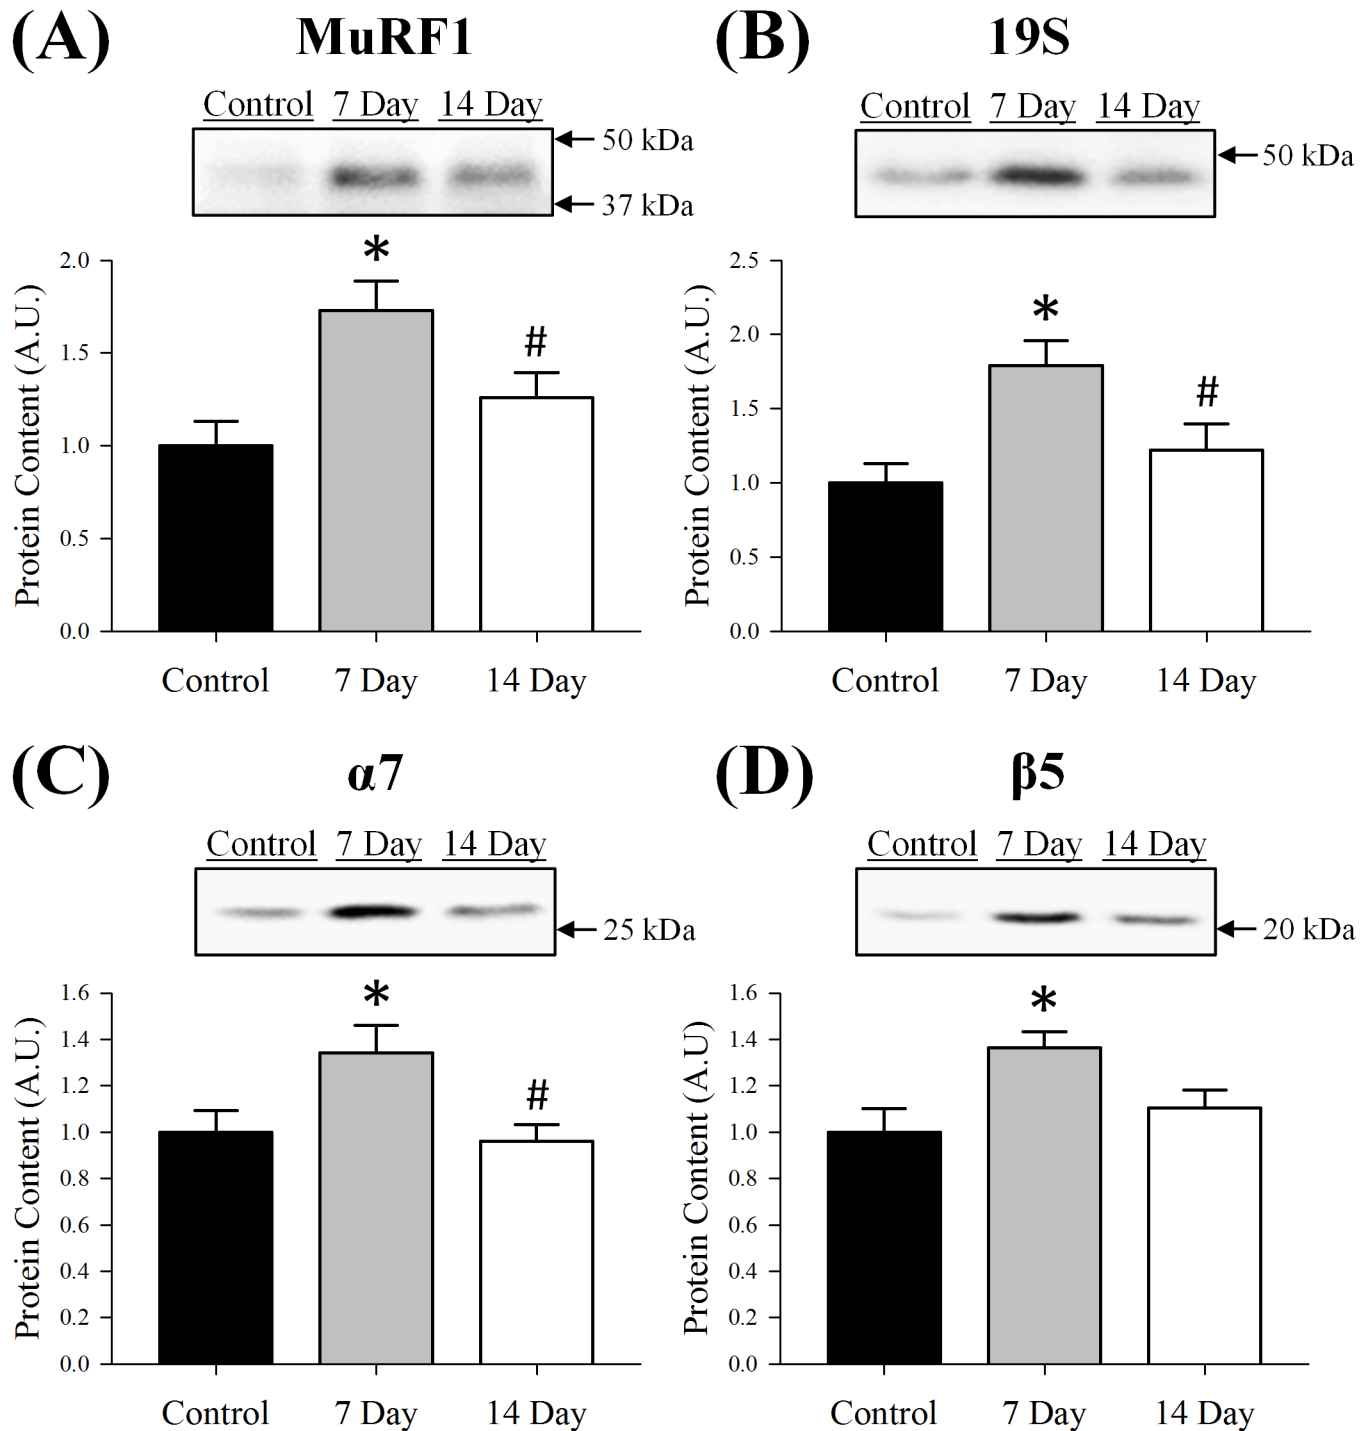 (A) MuRF1
Control 7 Day 14 Day
50 kDa
37 kDa
*
#
2.0
1.5
1.0
0.5
0.0
Protein Content (A.U.)
Control 7 Day 14 Day
(B) 19S
Control 7 Day 14 Day
50 kDa
*
#
2.5
2.0
1.5
1.0
0.5
0.0
Protein Content (A.U.)
Control 7 Day 14 Day
(C) α7
Control 7 Day 14 Day
25 kDa
*
#
1.6
1.4
1.2
1.0
0.8
0.6
0.4
0.2
0.0
Protein Content (A.U.)
Control 7 Day 14 Day
(D) β5
Control 7 Day 14 Day
20 kDa
*
1.6
1.4
1.2
1.0
0.8
0.6
0.4
0.2
0.0
Protein Content (A.U)
Control 7 Day 14 Day